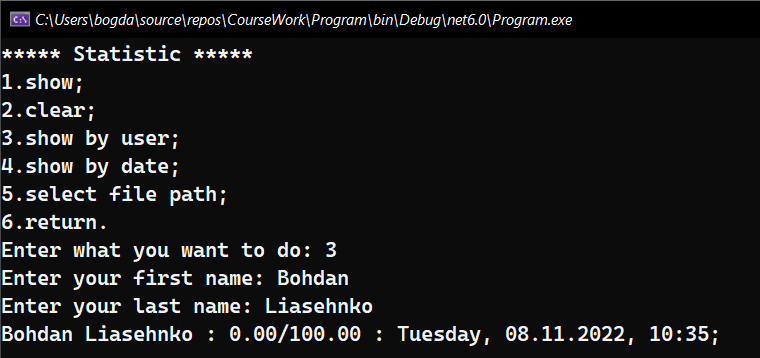 C:\Users\bogda\source\repos\CourseWork\Program\bin\Debug\net6.0\Program.exe
***** Statistic *****
1.show;
2.clear;
3.show by user;
4.show by date;
5.select file path;
6.return.
Enter what you want to do: 3
Enter your first name: Bohdan
Enter your last name: Liasehnko
Bohdan Liasehnko : 0.00/100.00 : Tuesday, 08.11.2022, 10:35;